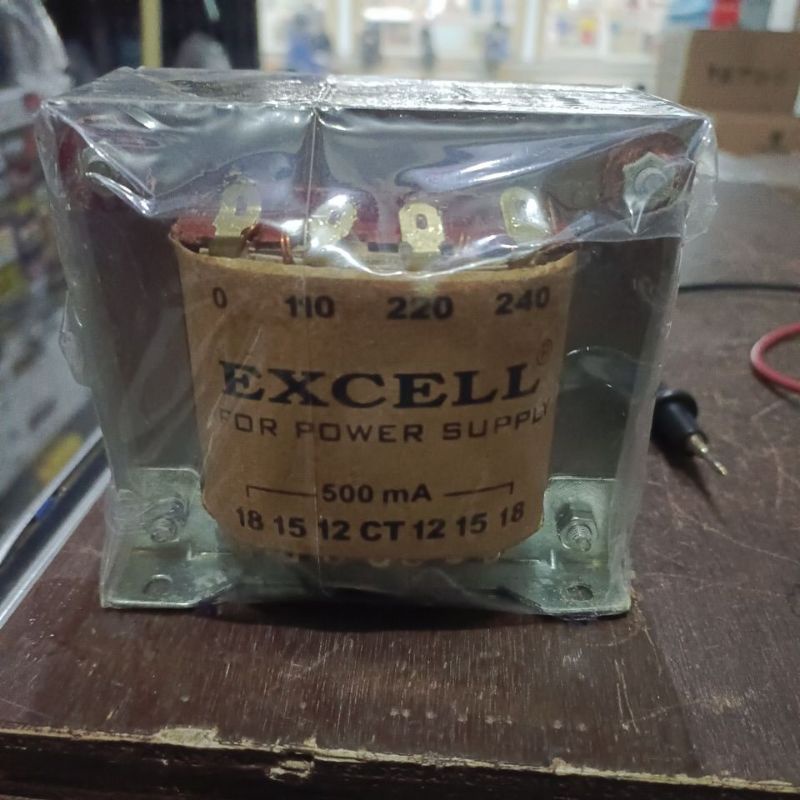 0 110 220 240
EXCELL®
FOR POWER SUPPLY
500 mA
18 15 12 CT 12 15 18